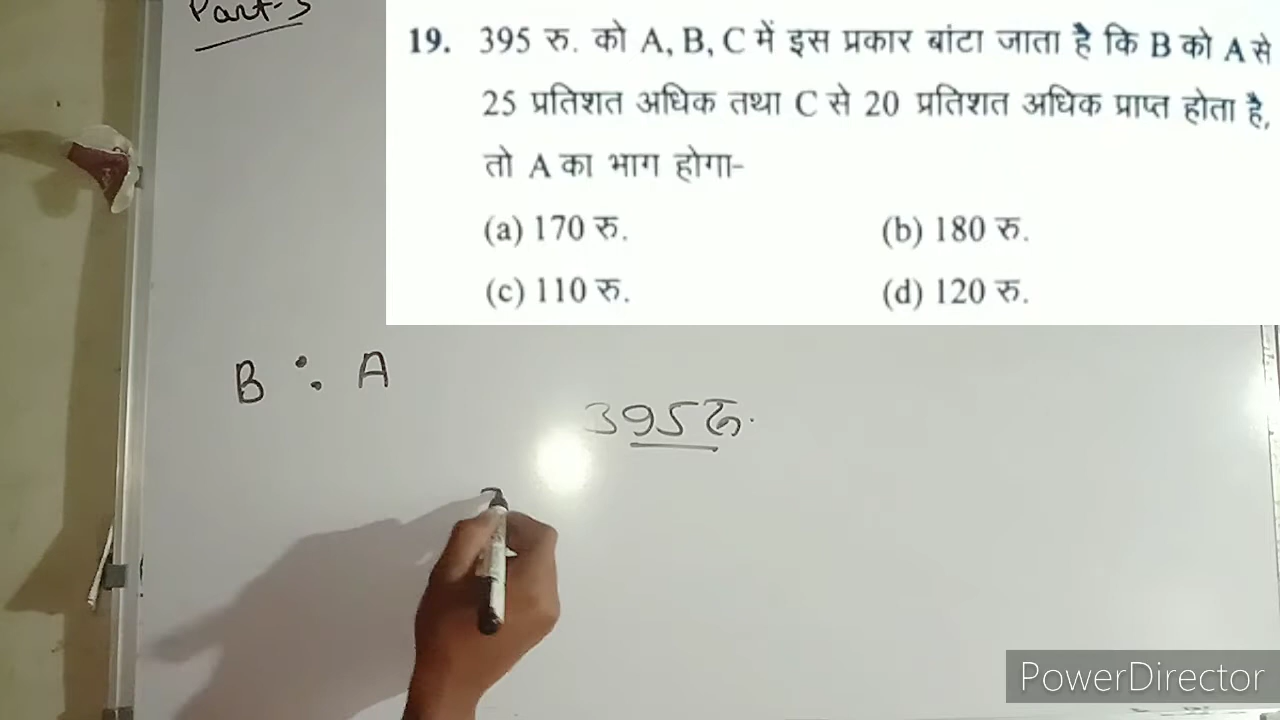 Part-3
19. 395 रु. को A, B, C में इस प्रकार बांटा जाता है कि B को A से
25 प्रतिशत अधिक तथा C से 20 प्रतिशत अधिक प्राप्त होता है,
तो A का भाग होगा-
(a) 170 रु. (b) 180 रु.
(c) 110 रु. (d) 120 रु.
B : A
395 रु.
PowerDirector